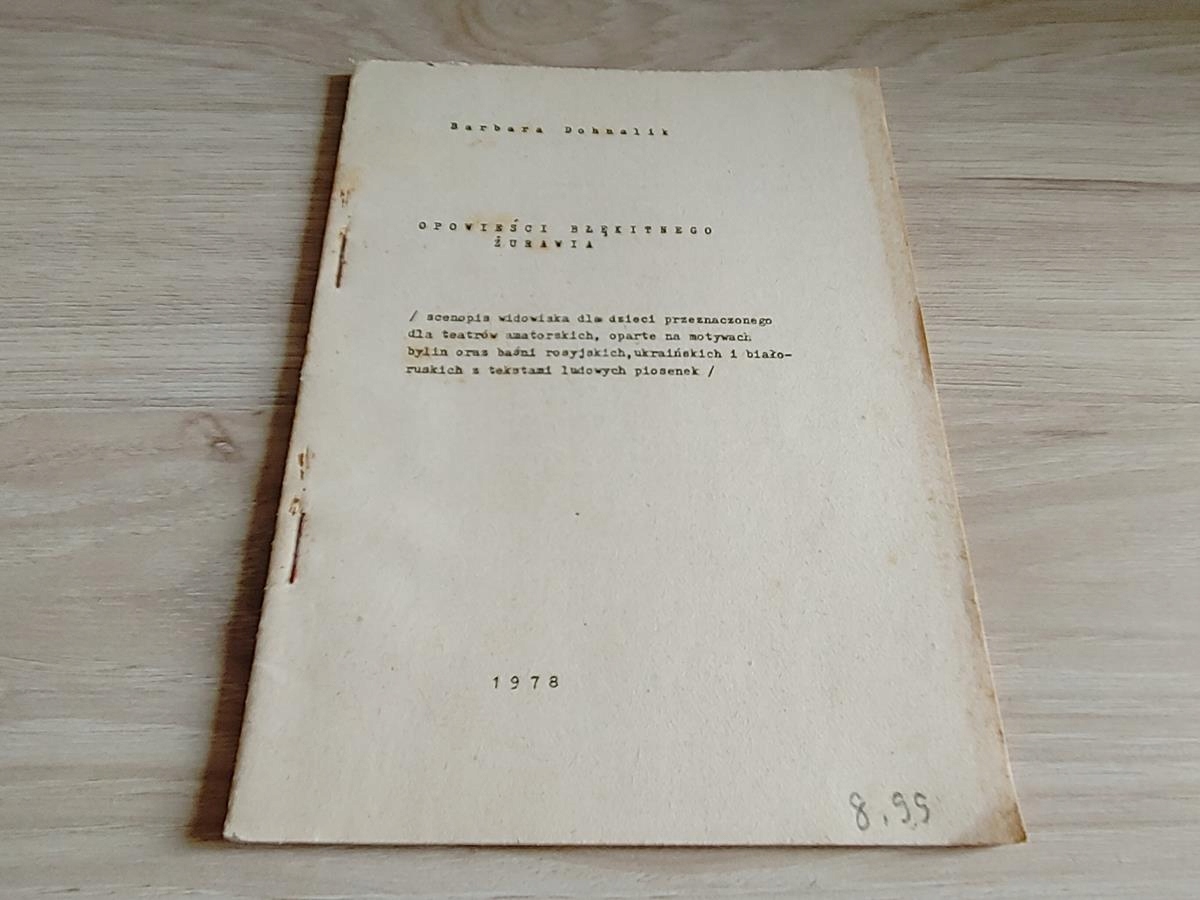 Barbara Dohnalik
OPOWIEŚCI BŁĘKITNEGO
ŻURAWIA
/ scenopis widowiska dla dzieci przeznaczonego
dla teatrów amatorskich, oparte na motywach
bylin oraz baśni rosyjskich,ukraińskich i biało-
ruskich z tekstami ludowych piosenek /
1978
8.99